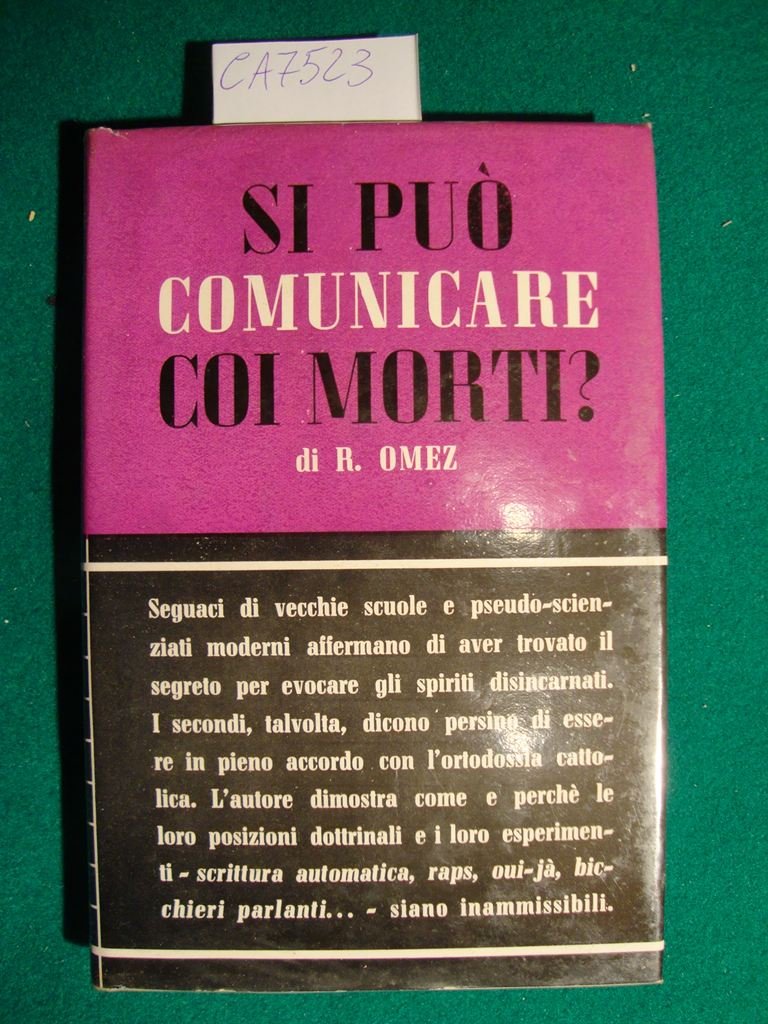 CA7523
SI PUÒ
COMUNICARE
COI MORTI?
di R. OMEZ
Seguaci di vecchie scuole e pseudo-scien-
ziati moderni affermano di aver trovato il
segreto per evocare gli spiriti disincarnati.
I secondi, talvolta, dicono persino di esse-
re in pieno accordo con l'ortodossia catto-
lica. L'autore dimostra come e perchè le
loro posizioni dottrinali e i loro esperimen-
ti - scrittura automatica, raps, oui-jà, bic-
chieri parlanti... - siano inammissibili.